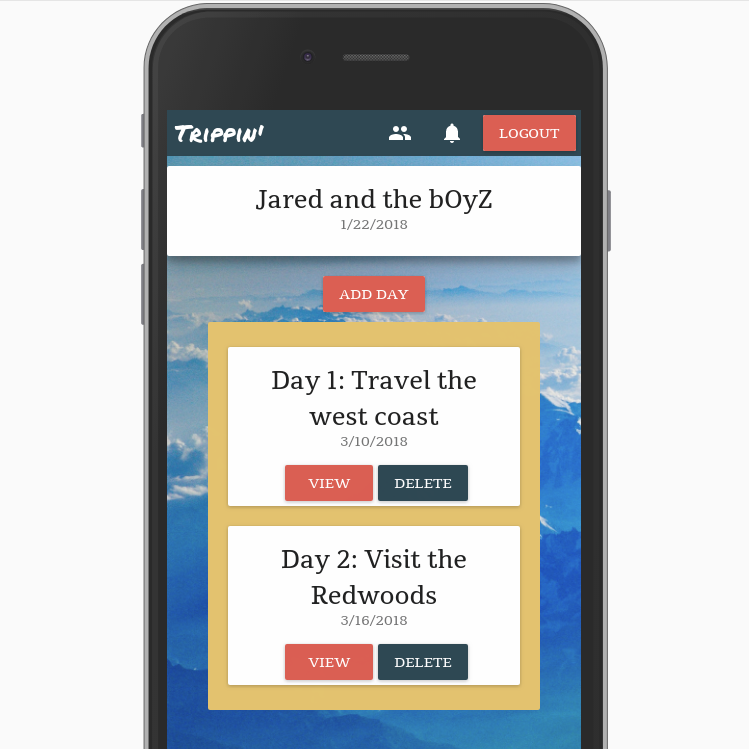 Trippin'
LOGOUT
Jared and the bOyZ
1/22/2018
ADD DAY
Day 1: Travel the
west coast
3/10/2018
VIEW DELETE
Day 2: Visit the
Redwoods
3/16/2018
VIEW DELETE